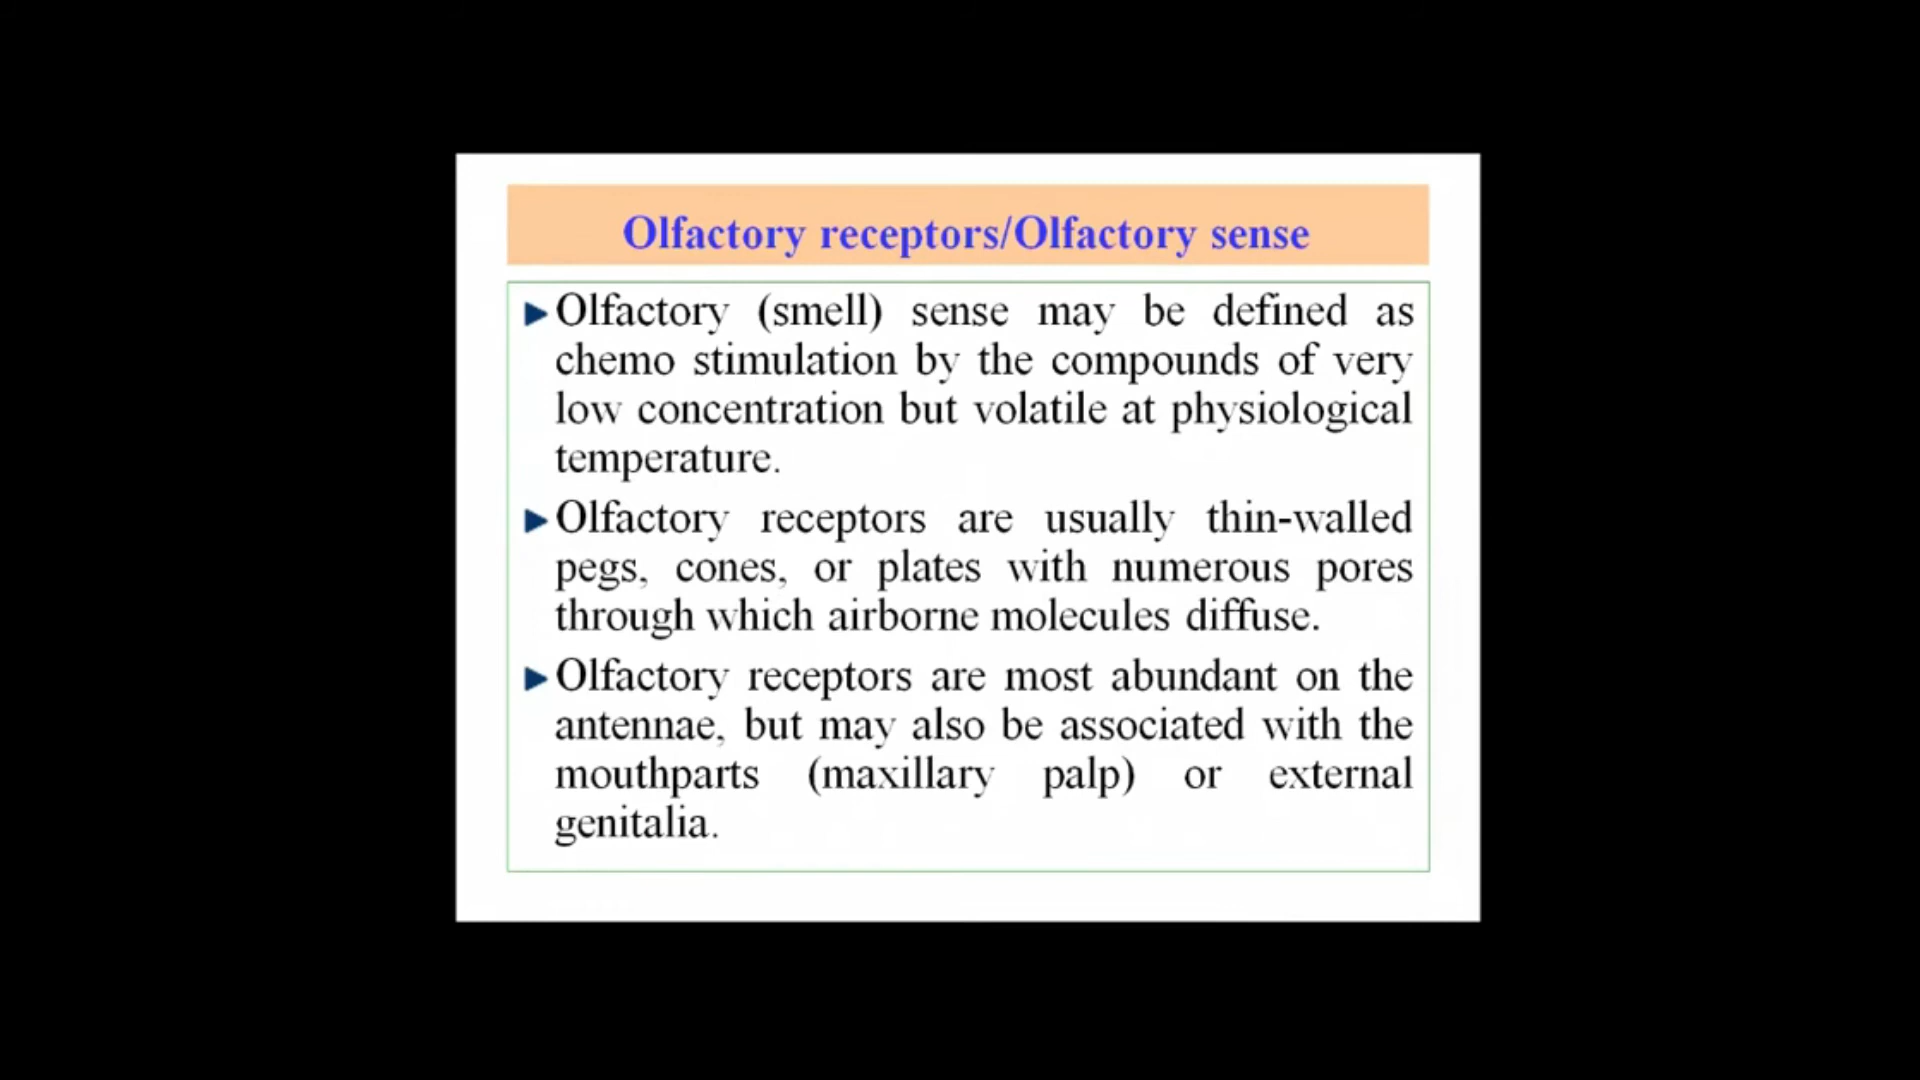 Olfactory receptors/Olfactory sense
Olfactory (smell) sense may be defined as
chemo stimulation by the compounds of very
low concentration but volatile at physiological
temperature.
Olfactory receptors are usually thin-walled
pegs, cones, or plates with numerous pores
through which airborne molecules diffuse.
Olfactory receptors are most abundant on the
antennae, but may also be associated with the
mouthparts (maxillary palp) or external
genitalia.